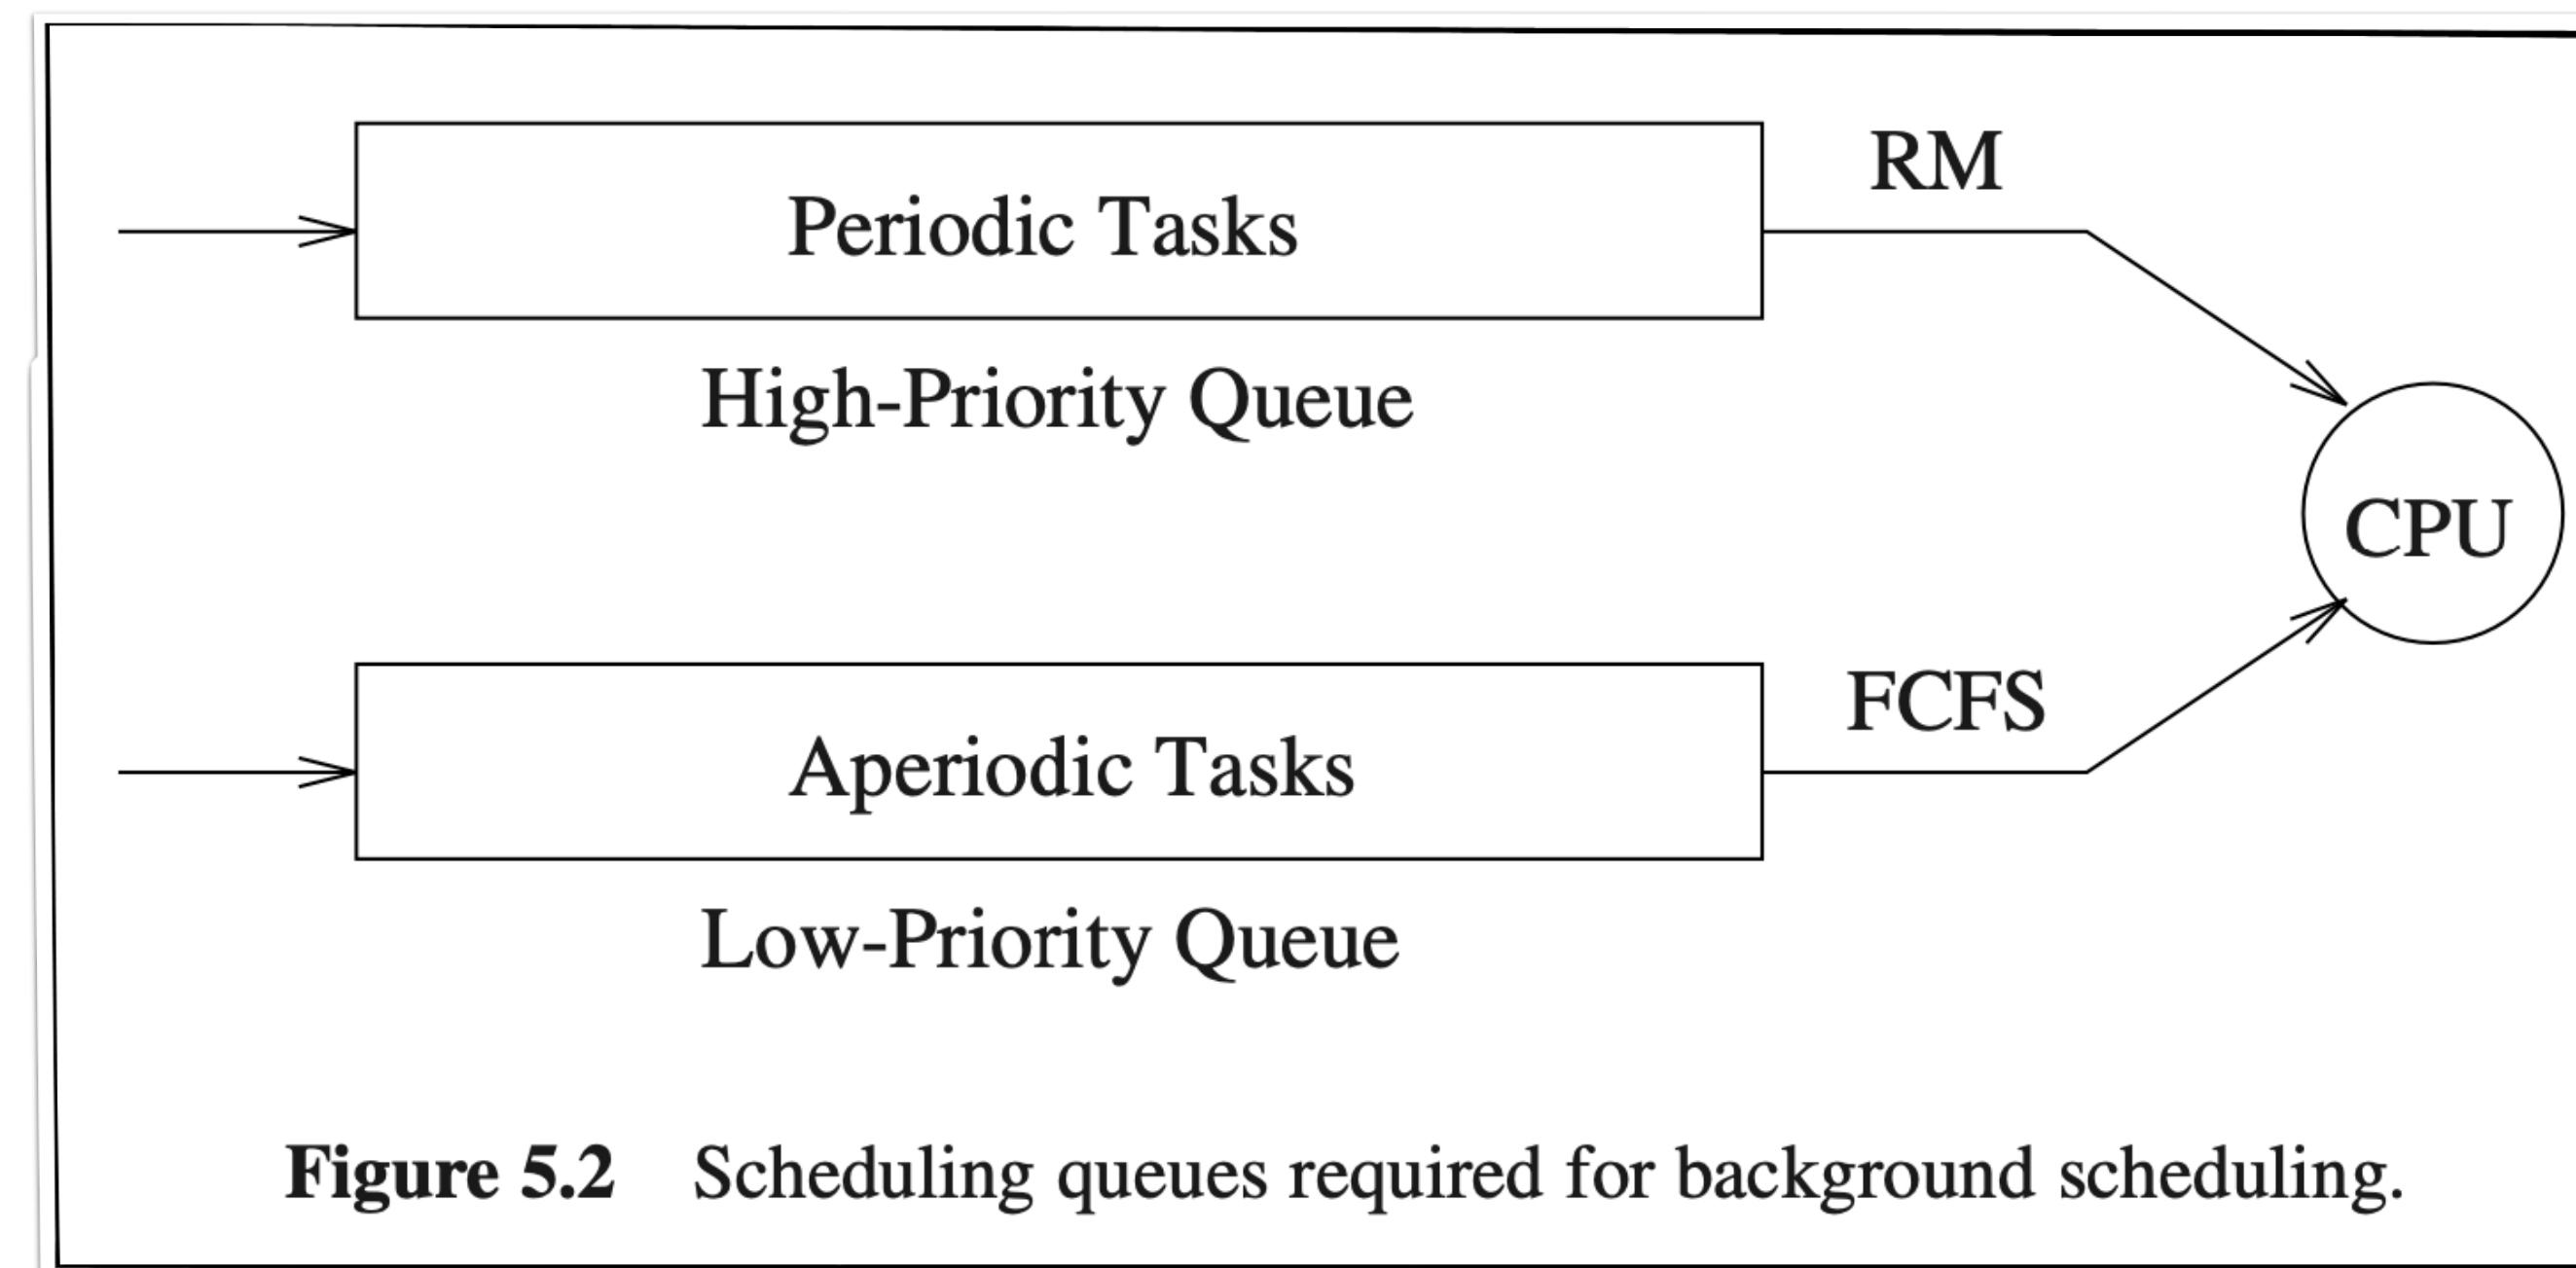 RM
Periodic Tasks
High-Priority Queue
CPU
FCFS
Aperiodic Tasks
Low-Priority Queue
Figure 5.2 Scheduling queues required for background scheduling.